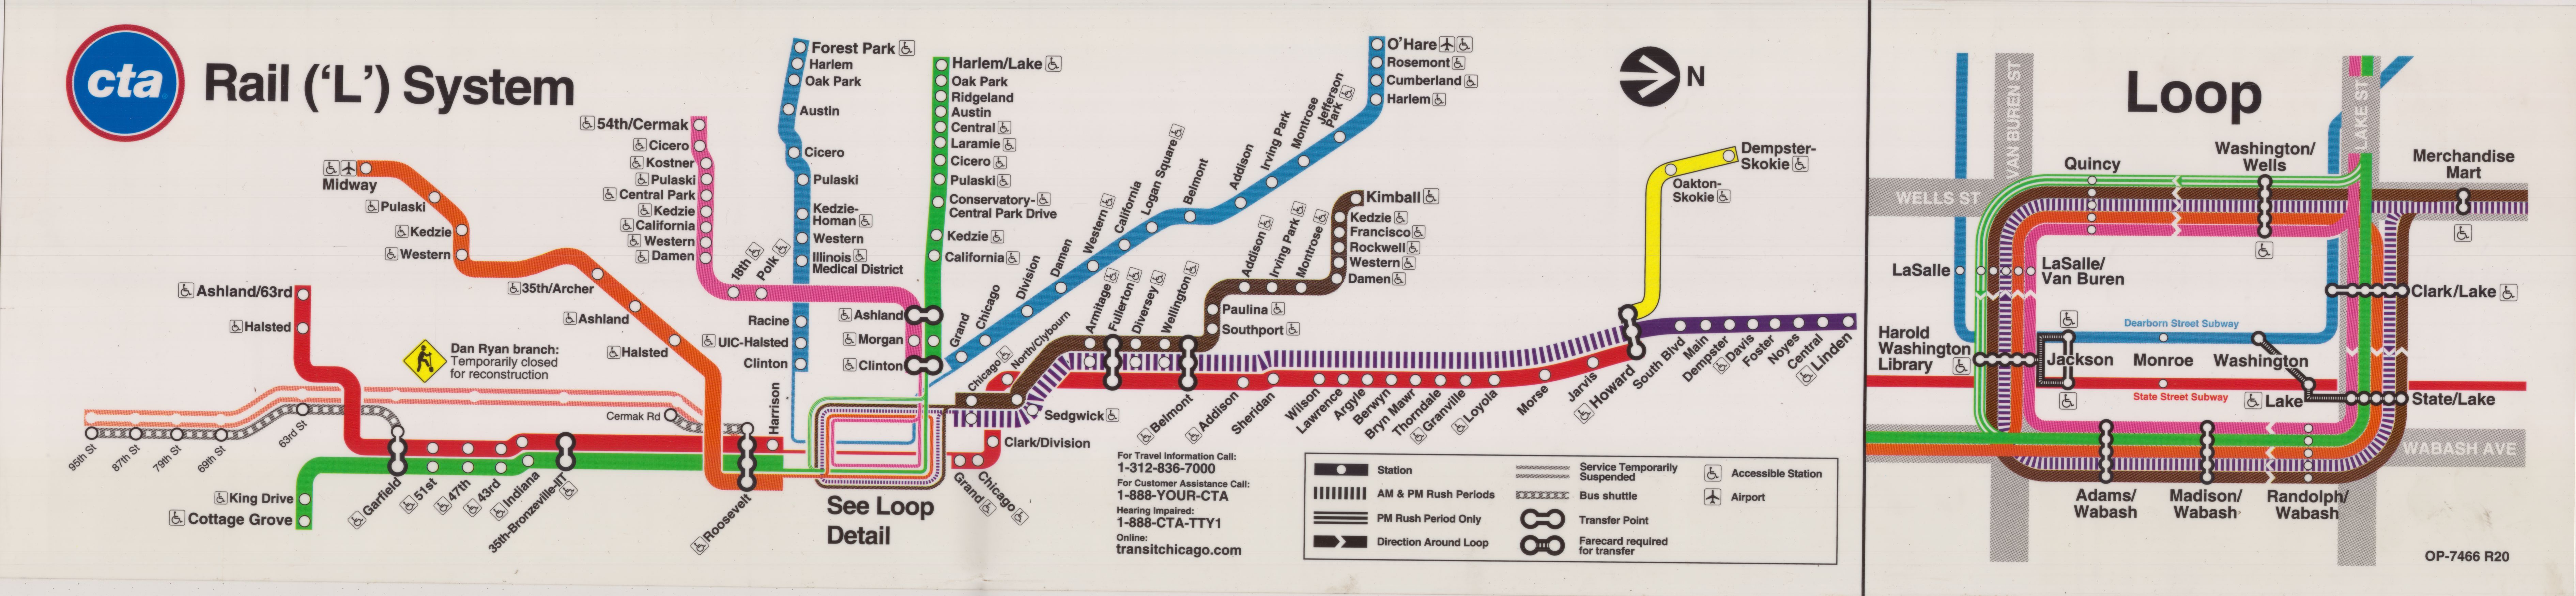 cta
Rail ('L') System
Midway
Pulaski
Kedzie
Western
35th/Archer
Ashland
Halsted
54th/Cermak
Cicero
Kostner
Pulaski
Central Park
Kedzie
California
Western
Damen
18th
Polk
Forest Park
Harlem
Oak Park
Austin
Cicero
Pulaski
Kedzie-
Homan
Western
Illinois
Medical District
Racine
UIC-Halsted
Clinton
Harlem/Lake
Oak Park
Ridgeland
Austin
Central
Laramie
Cicero
Pulaski
Conservatory-
Central Park Drive
Kedzie
California
Ashland
Morgan
Clinton
O'Hare
Rosemont
Cumberland
Harlem
Jefferson
Park
Montrose
Irving Park
Addison
Belmont
Logan Square
California
Western
Damen
Division
Chicago
Grand
Kimball
Kedzie
Francisco
Rockwell
Western
Damen
Montrose
Irving Park
Addison
Paulina
Southport
Wellington
Diversey
Fullerton
Armitage
North/Clybourn
Chicago
Sedgwick
Clark/Division
Chicago
Grand
N
Dempster-
Skokie
Oakton-
Skokie
Ashland/63rd
Halsted
Dan Ryan branch:
Temporarily closed
for reconstruction
Cermak Rd
Harrison
63rd St
95th St
87th St
79th St
69th St
King Drive
Cottage Grove
Garfield
51st
47th
43rd
Indiana
35th-Bronzeville-IIT
Roosevelt
See Loop
Detail
Belmont
Addison
Sheridan
Wilson
Lawrence
Argyle
Berwyn
Bryn Mawr
Thorndale
Granville
Loyola
Morse
Jarvis
Howard
South Blvd
Main
Dempster
Davis
Foster
Noyes
Central
Linden
For Travel Information Call:
1-312-836-7000
For Customer Assistance Call:
1-888-YOUR-CTA
Hearing Impaired:
1-888-CTA-TTY1
Online:
transitchicago.com
Station
AM & PM Rush Periods
PM Rush Period Only
Direction Around Loop
Service Temporarily
Suspended
Bus shuttle
Transfer Point
Farecard required
for transfer
Accessible Station
Airport
Loop
VAN BUREN ST
LAKE ST
WELLS ST
WABASH AVE
Quincy
Washington/
Wells
Merchandise
Mart
LaSalle
LaSalle/
Van Buren
Clark/Lake
Dearborn Street Subway
Harold
Washington
Library
Jackson
Monroe
Washington
State Street Subway
Lake
State/Lake
Adams/
Wabash
Madison/
Wabash
Randolph/
Wabash
OP-7466 R20